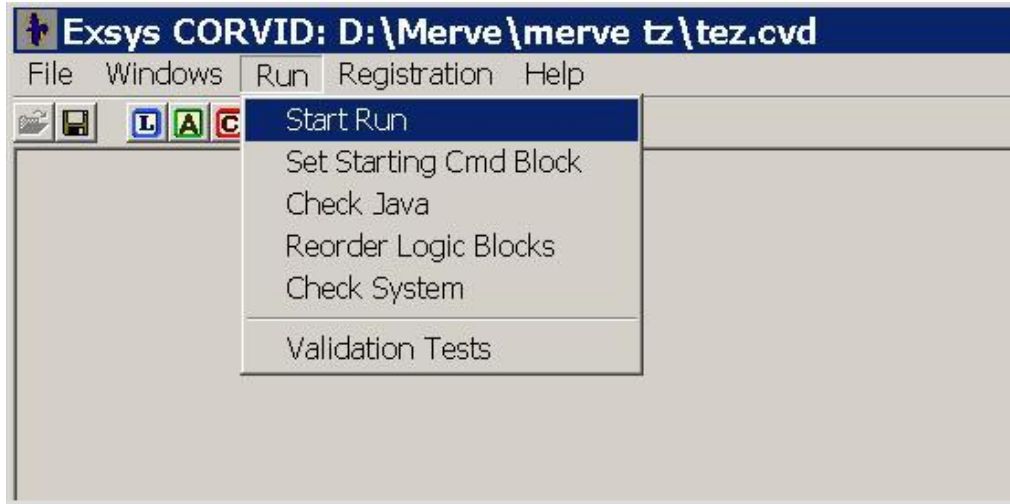 Exsys CORVID: D:\Merve\merve tz\tez.cvd
File Windows Run Registration Help
L A C
Start Run
Set Starting Cmd Block
Check Java
Reorder Logic Blocks
Check System
Validation Tests